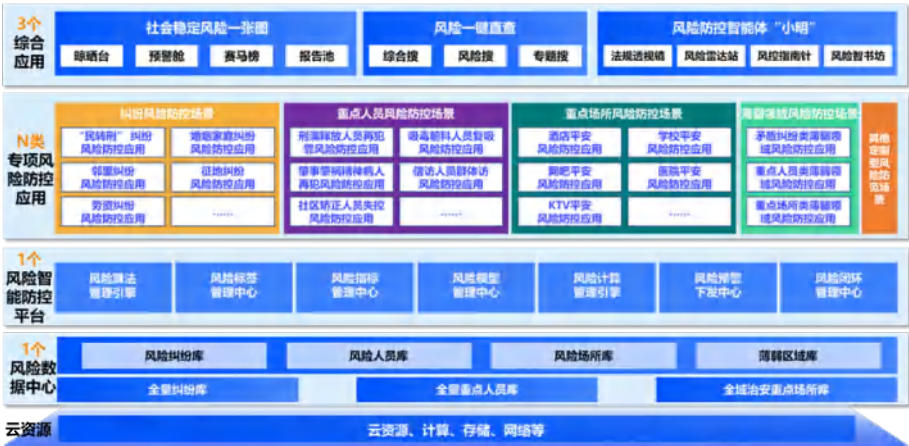 3个
综合
应用
社会稳定风险一张图
晾晒台
预警舱
赛马榜
报告池
风险一键直查
综合搜
风险搜
专题搜
风险防控智能体“小明”
法规透视镜
风险雷达站
风控指南针
风险智书坊
N类
专项风
险防控
应用
纠纷风险防控场景
“民转刑”纠纷
风险防控应用
婚姻家庭纠纷
风险防控应用
邻里纠纷
风险防控应用
征地纠纷
风险防控应用
劳资纠纷
风险防控应用
……
重点人员风险防控场景
刑满释放人员再犯
罪风险防控应用
吸毒前科人员复吸
风险防控应用
肇事肇祸精神病人
再犯风险防控应用
信访人员群体访
风险防控应用
社区矫正人员失控
风险防控应用
……
重点场所风险防控场景
酒店平安
风险防控应用
学校平安
风险防控应用
网吧平安
风险防控应用
医院平安
风险防控应用
KTV平安
风险防控应用
……
薄弱领域风险防控场景
矛盾纠纷类薄弱领
域风险防控应用
重点人员类薄弱领
域风险防控应用
重点场所类薄弱领
域风险防控应用
其他
定制
型风
险防
范场
景
1个
风险智
能防控
平台
风险算法
管理引擎
风险标签
管理中心
风险指标
管理中心
风险模型
管理中心
风险计算
管理引擎
风险预警
下发中心
风险闭环
管理中心
1个
风险数
据中心
风险纠纷库
风险人员库
风险场所库
薄弱区域库
全量纠纷库
全量重点人员库
全域治安重点场所库
云资源
云资源、计算、存储、网络等